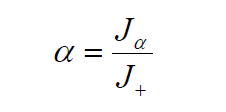 α = J_α / J_+